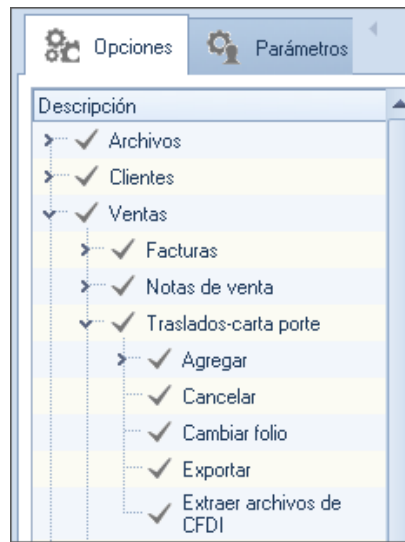 Opciones
Parámetros
Descripción
Archivos
Clientes
Ventas
Facturas
Notas de venta
Traslados-carta porte
Agregar
Cancelar
Cambiar folio
Exportar
Extraer archivos de
CFDI